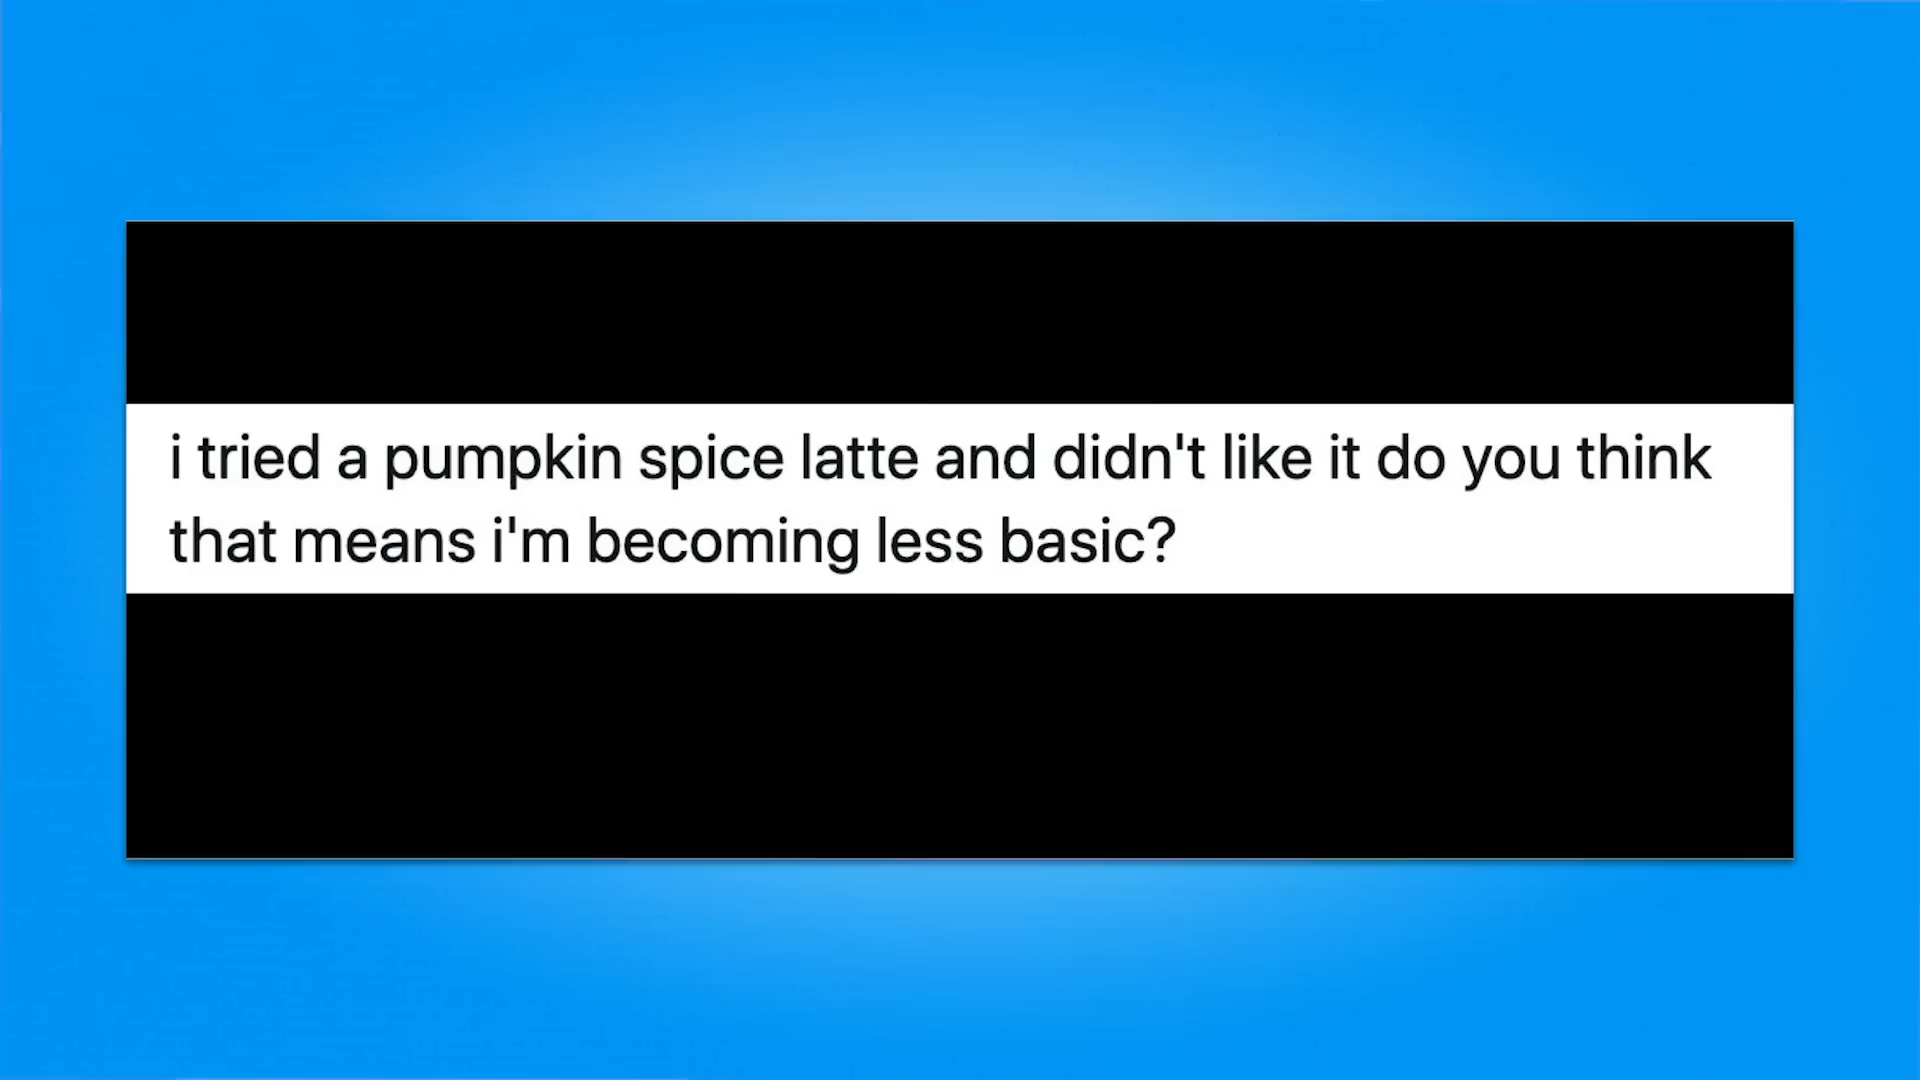 i tried a pumpkin spice latte and didn't like it do you think
that means i'm becoming less basic?